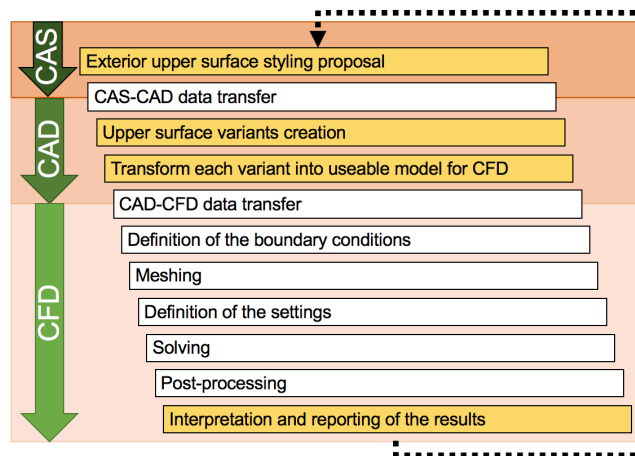 CAS
Exterior upper surface styling proposal
CAS-CAD data transfer
CAD
Upper surface variants creation
Transform each variant into useable model for CFD
CAD-CFD data transfer
CFD
Definition of the boundary conditions
Meshing
Definition of the settings
Solving
Post-processing
Interpretation and reporting of the results